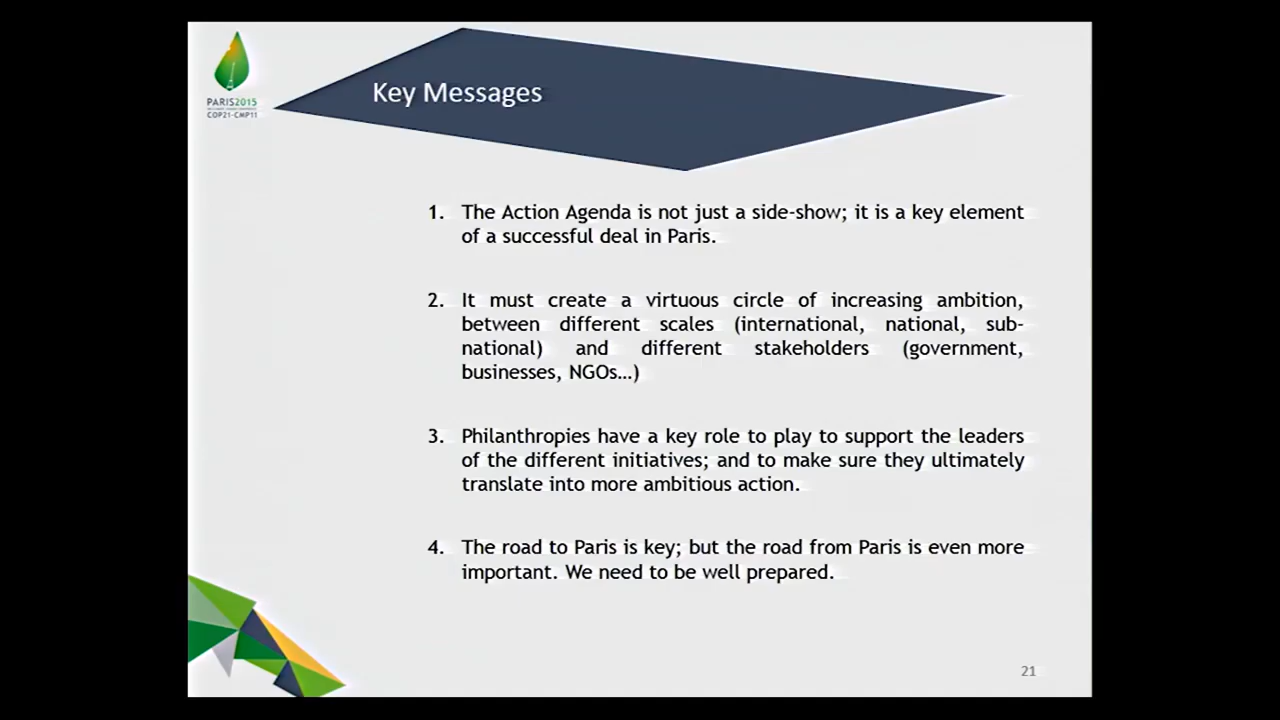 PARIS2015
COP21-CMP11
Key Messages
1. The Action Agenda is not just a side-show; it is a key element
of a successful deal in Paris.
2. It must create a virtuous circle of increasing ambition,
between different scales (international, national, sub-
national) and different stakeholders (government,
businesses, NGOs…)
3. Philanthropies have a key role to play to support the leaders
of the different initiatives; and to make sure they ultimately
translate into more ambitious action.
4. The road to Paris is key; but the road from Paris is even more
important. We need to be well prepared.
21